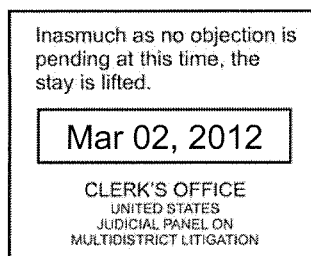 Inasmuch as no objection is
pending at this time, the
stay is lifted.
Mar 02, 2012
CLERK'S OFFICE
UNITED STATES
JUDICIAL PANEL ON
MULTIDISTRICT LITIGATION